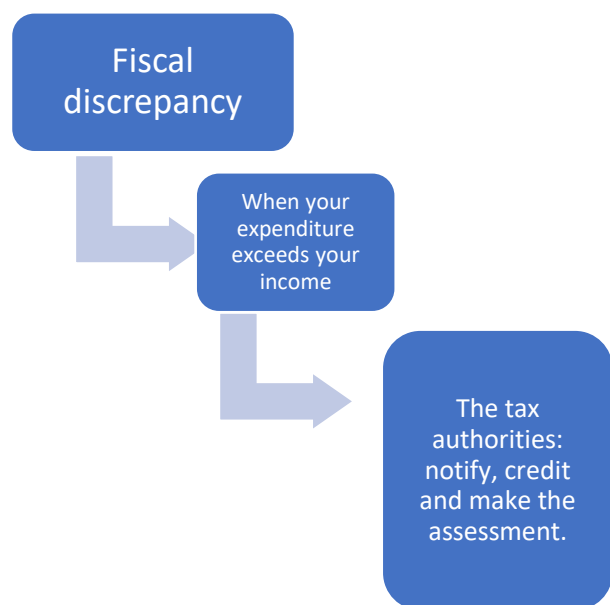 Fiscal
discrepancy
When your
expenditure
exceeds your
income
The tax
authorities:
notify, credit
and make the
assessment.